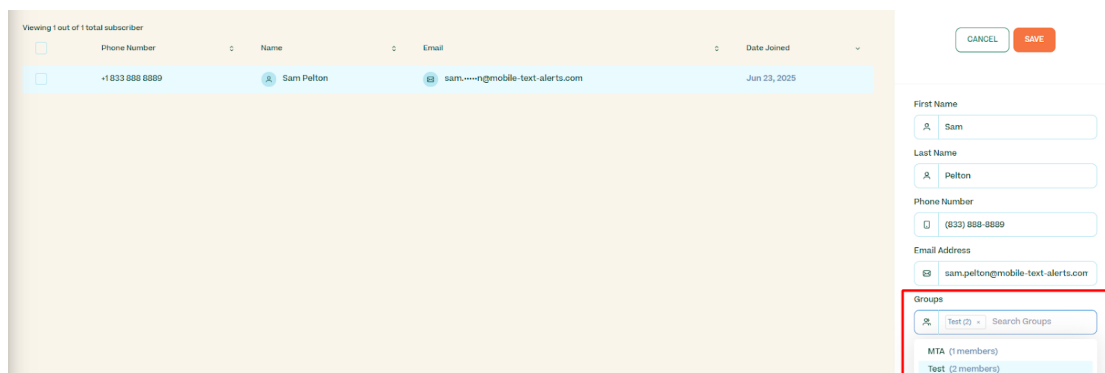 Viewing 1 out of 1 total subscriber
Phone Number Name Email Date Joined
+1 833 888 8889 Sam Pelton sam.•••••n@mobile-text-alerts.com Jun 23, 2025
CANCEL SAVE
First Name
Sam
Last Name
Pelton
Phone Number
(833) 888-8889
Email Address
sam.pelton@mobile-text-alerts.com
Groups
Test (2) × Search Groups
MTA (1 members)
Test (2 members)